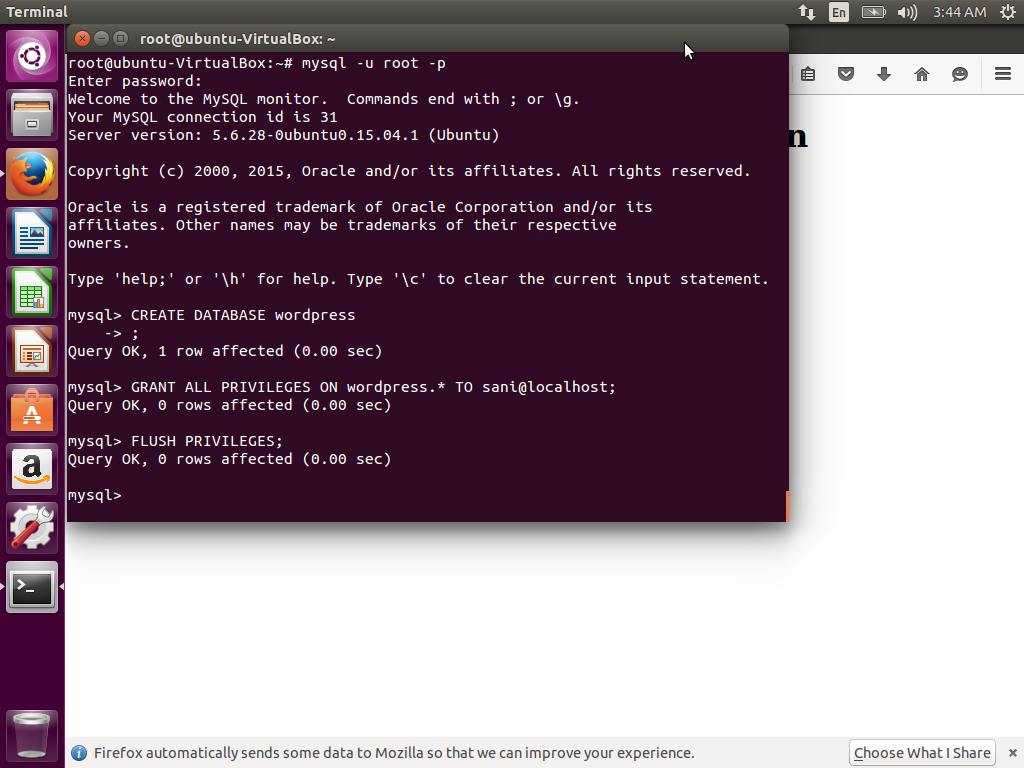 Terminal
En
3:44 AM
root@ubuntu-VirtualBox: ~
root@ubuntu-VirtualBox:~# mysql -u root -p
Enter password:
Welcome to the MySQL monitor.  Commands end with ; or \g.
Your MySQL connection id is 31
Server version: 5.6.28-0ubuntu0.15.04.1 (Ubuntu)
Copyright (c) 2000, 2015, Oracle and/or its affiliates. All rights reserved.
Oracle is a registered trademark of Oracle Corporation and/or its
affiliates. Other names may be trademarks of their respective
owners.
Type 'help;' or '\h' for help. Type '\c' to clear the current input statement.
mysql> CREATE DATABASE wordpress
    -> ;
Query OK, 1 row affected (0.00 sec)
mysql> GRANT ALL PRIVILEGES ON wordpress.* TO sani@localhost;
Query OK, 0 rows affected (0.00 sec)
mysql> FLUSH PRIVILEGES;
Query OK, 0 rows affected (0.00 sec)
mysql>
n
Firefox automatically sends some data to Mozilla so that we can improve your experience.
Choose What I Share